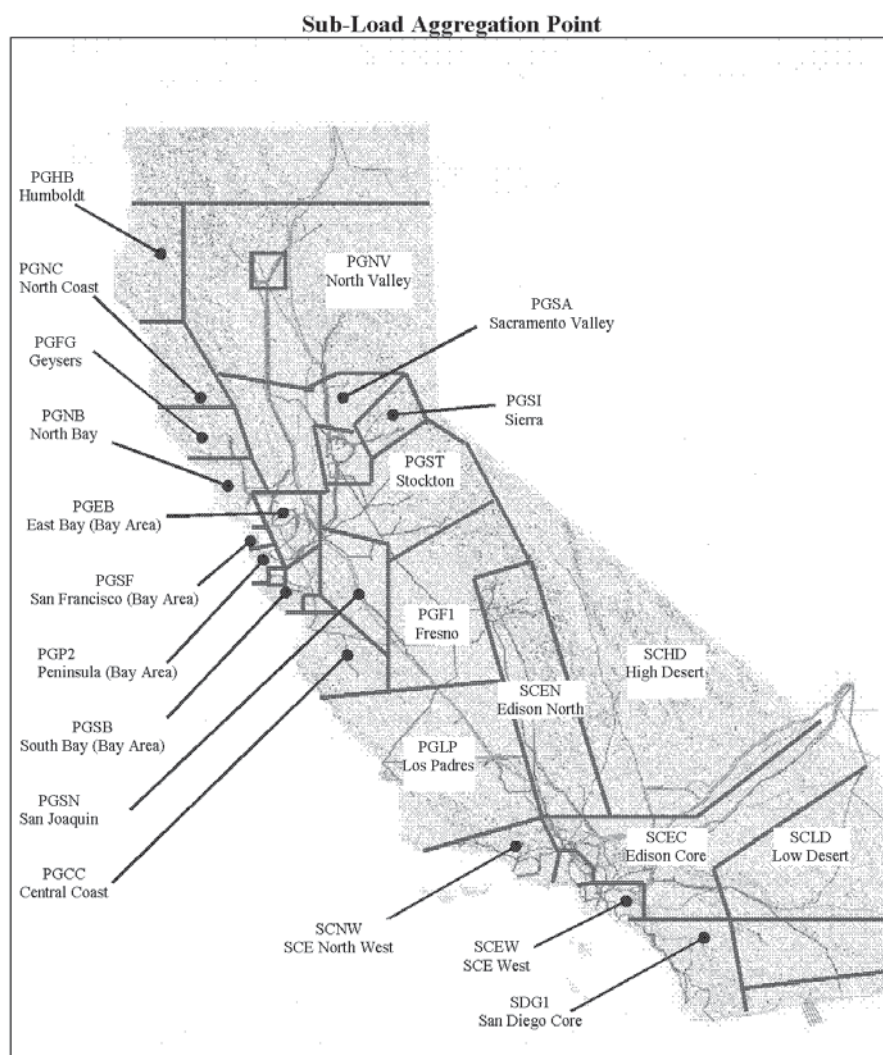 Sub-Load Aggregation Point
PGHB
Humboldt
PGNC
North Coast
PGFG
Geysers
PGNB
North Bay
PGEB
East Bay (Bay Area)
PGSF
San Francisco (Bay Area)
PGP2
Peninsula (Bay Area)
PGSB
South Bay (Bay Area)
PGSN
San Joaquin
PGCC
Central Coast
PGNV
North Valley
PGSA
Sacramento Valley
PGSI
Sierra
PGST
Stockton
PGF1
Fresno
SCHD
High Desert
SCEN
Edison North
PGLP
Los Padres
SCEC
Edison Core
SCLD
Low Desert
SCNW
SCE North West
SCEW
SCE West
SDG1
San Diego Core